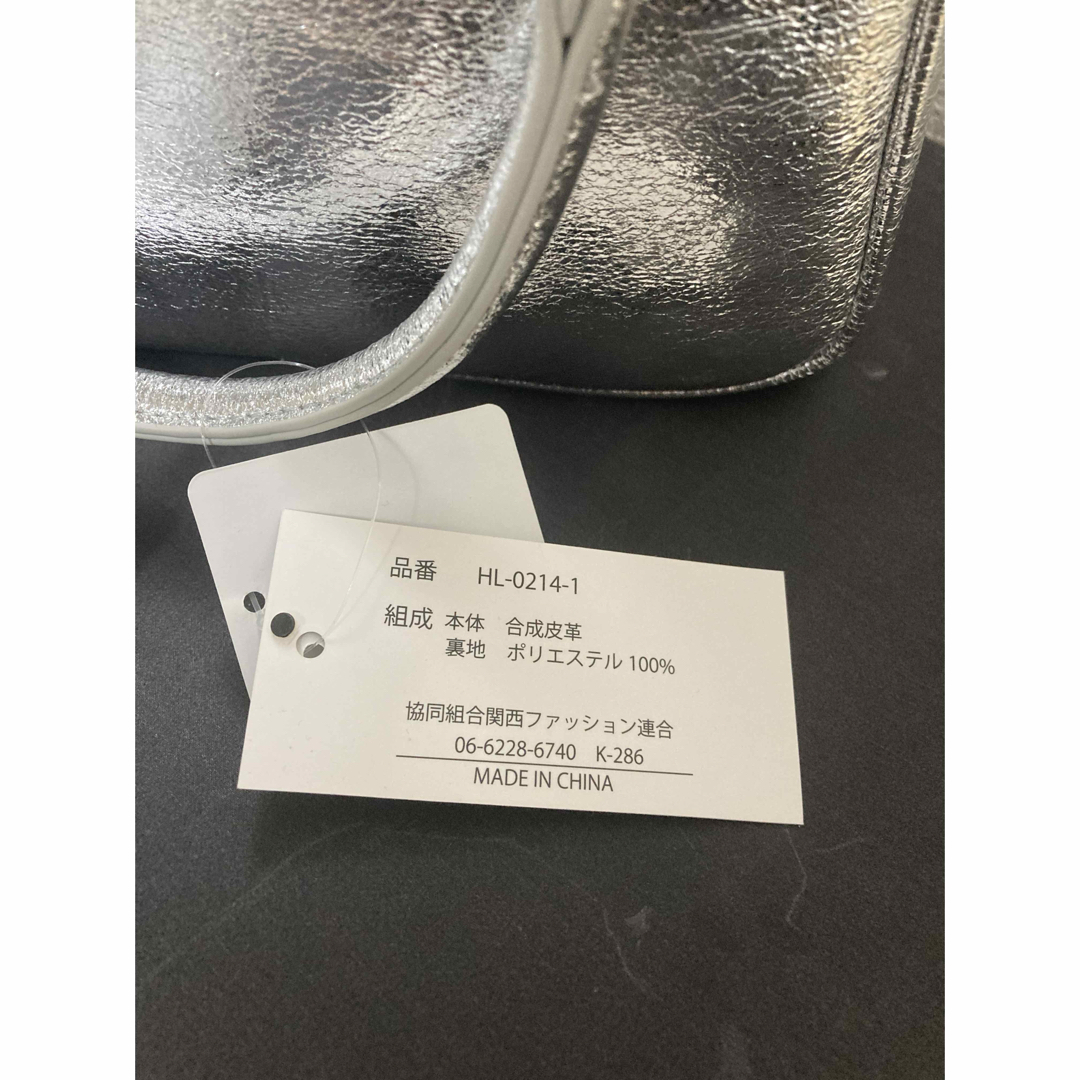 品番 HL-0214-1
組成 本体 合成皮革
裏地 ポリエステル 100%
協同組合関西ファッション連合
06-6228-6740 K-286
MADE IN CHINA